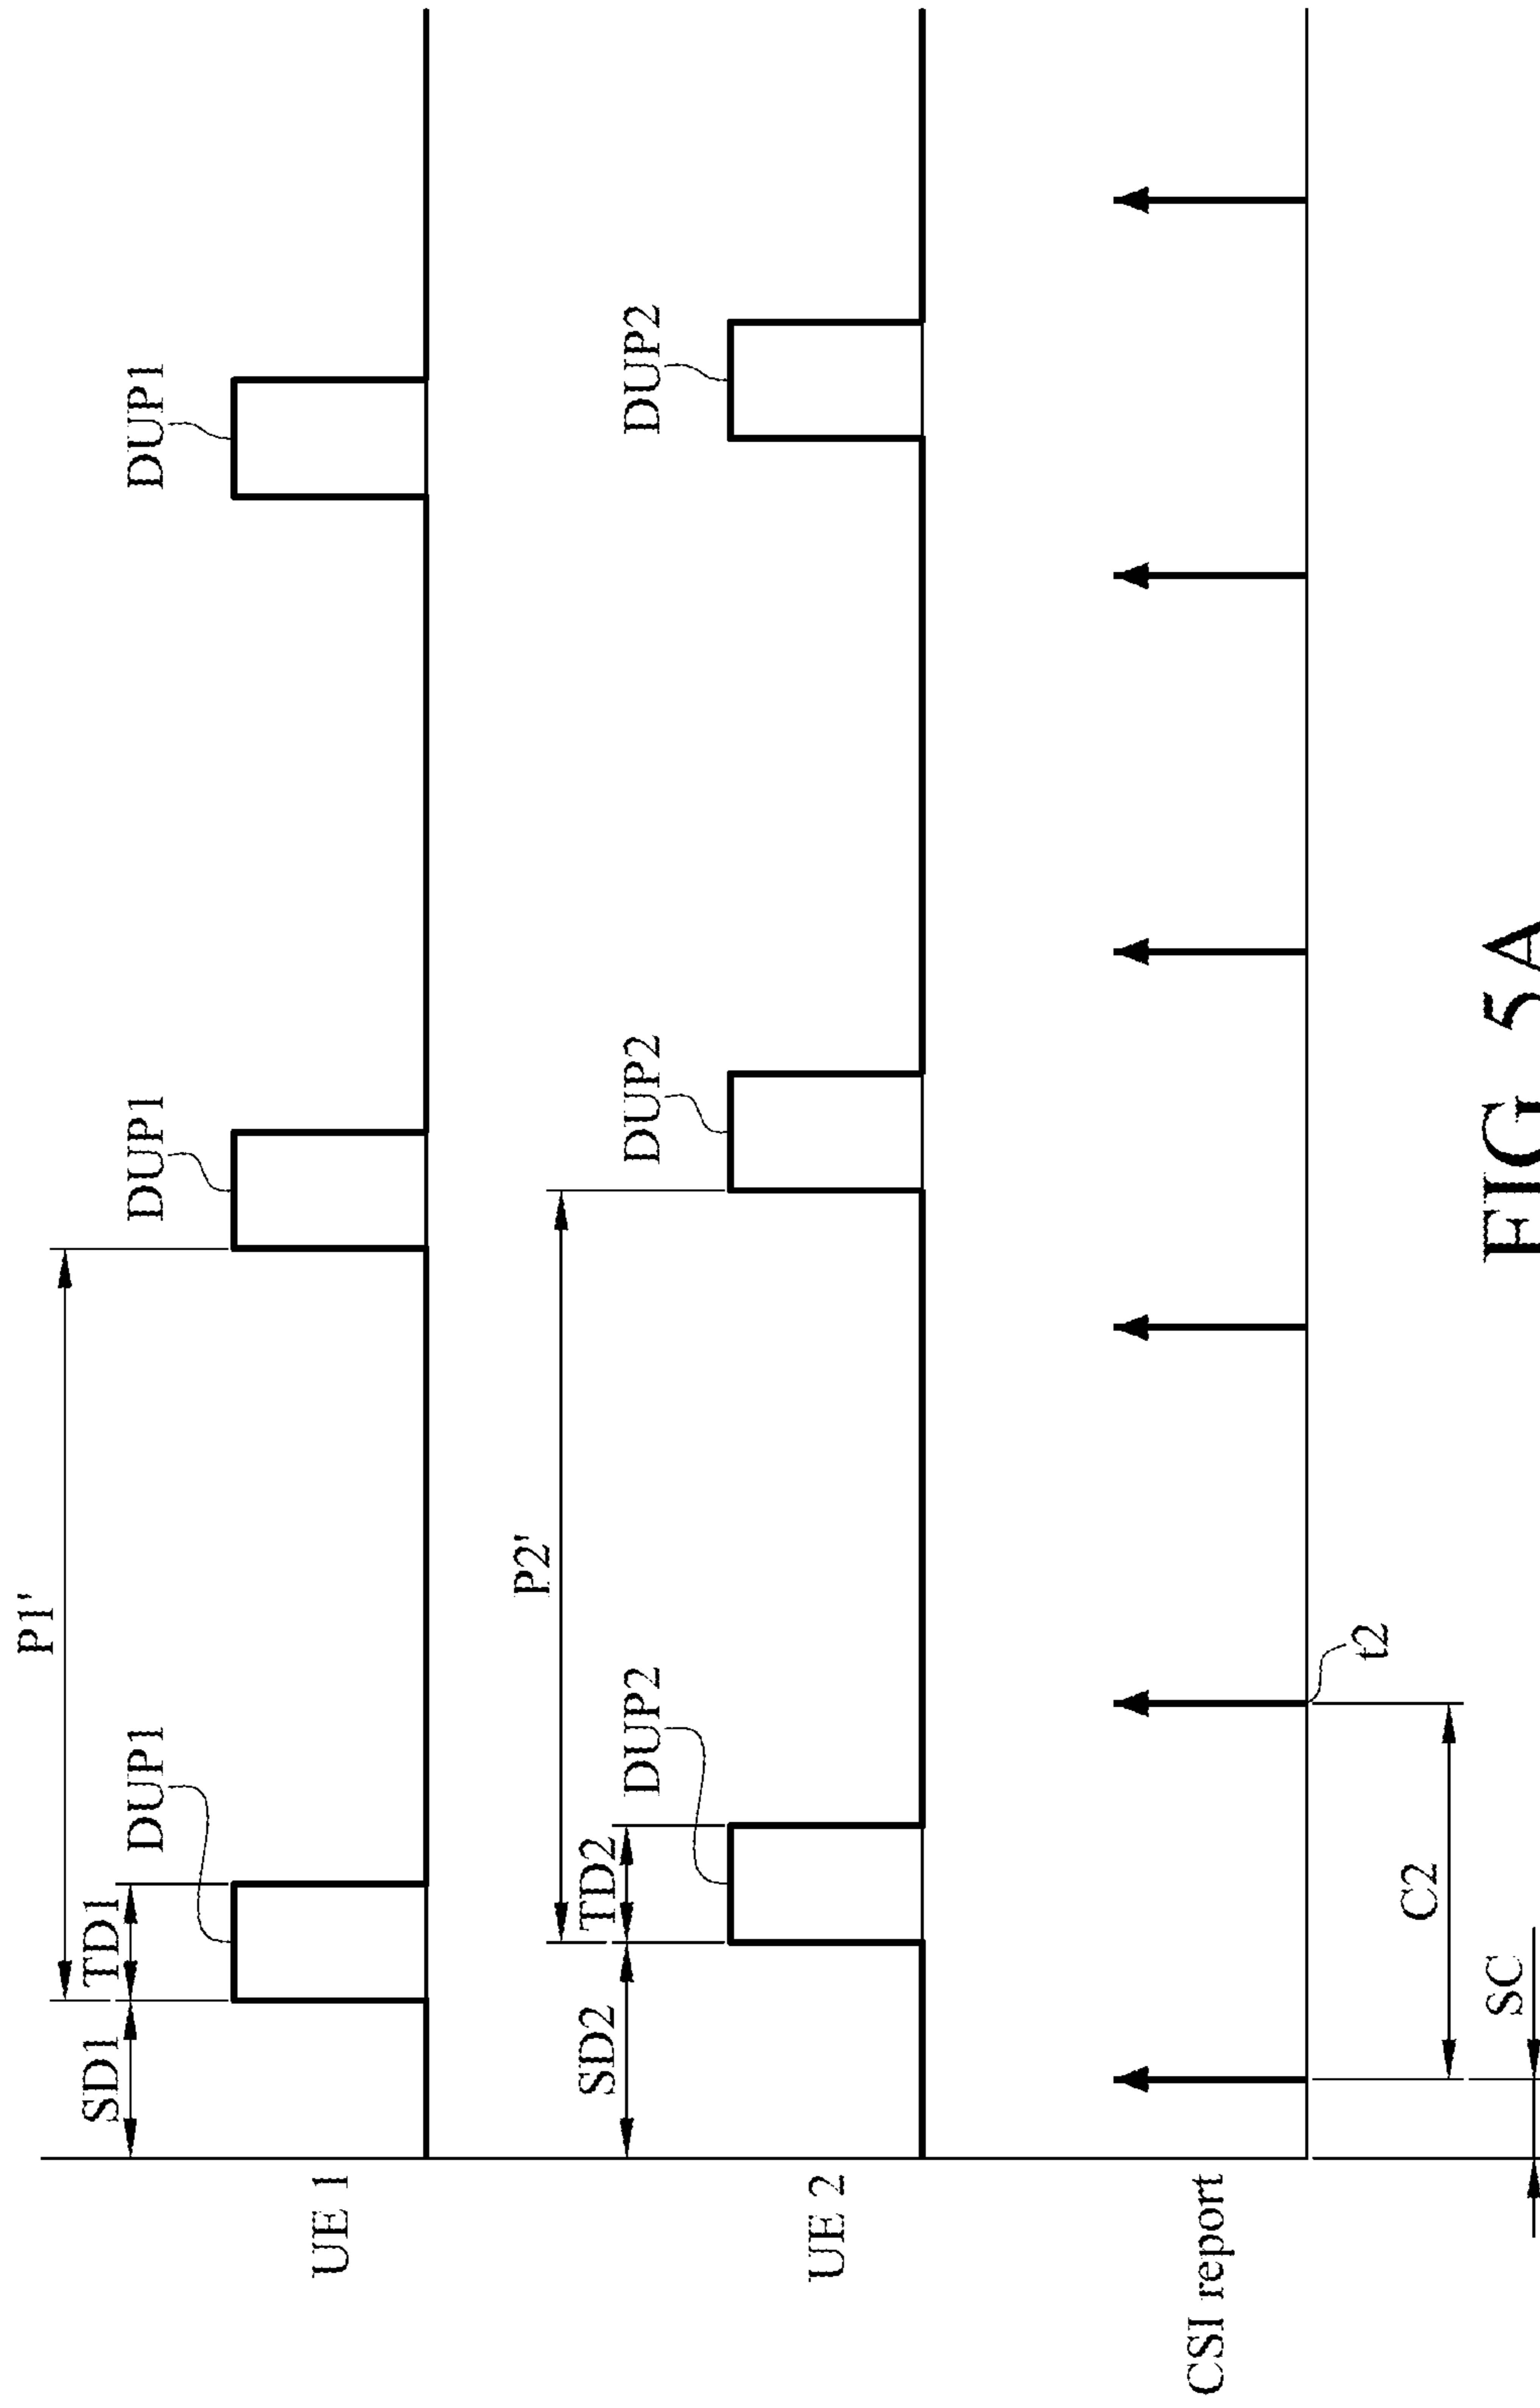 P1'
SD1
TD1
DUP1
DUP1
DUP1
UE 1
P2'
SD2
TD2
DUP2
DUP2
DUP2
UE 2
CSI report
t2
C2
SC
FIG. 5A